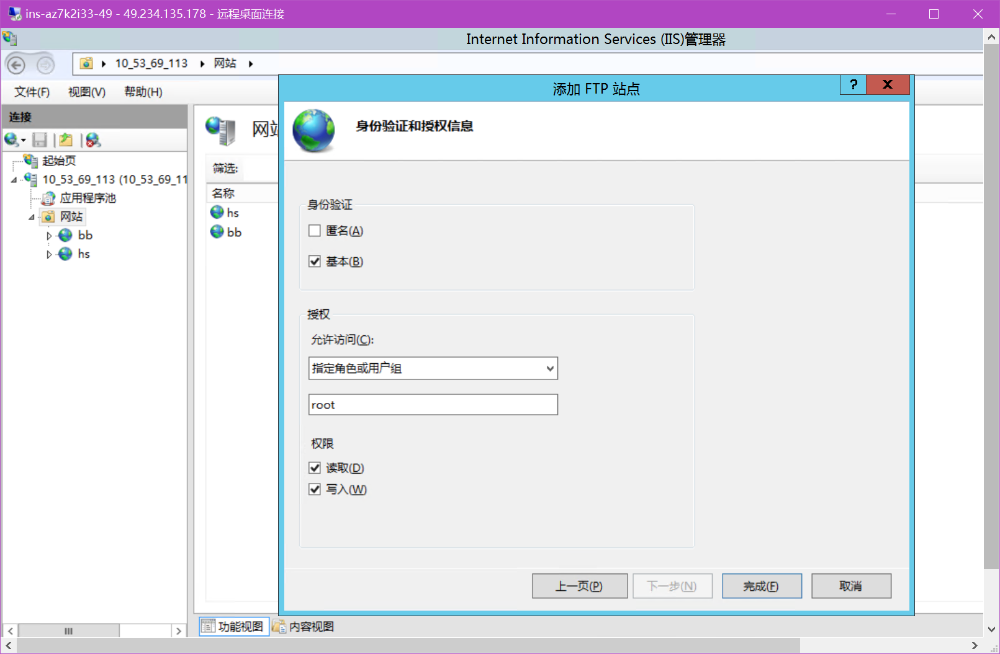 ins-az7k2i33-49 - 49.234.135.178 - 远程桌面连接
Internet Information Services (IIS)管理器
10_53_69_113 网站
文件(F) 视图(V) 帮助(H)
连接
起始页
10_53_69_113 (10_53_69_11
应用程序池
网站
bb
hs
网站
筛选:
名称
hs
bb
添加 FTP 站点
?
X
身份验证和授权信息
身份验证
匿名(A)
基本(B)
授权
允许访问(C):
指定角色或用户组
root
权限
读取(D)
写入(W)
上一页(P) 下一步(N) 完成(F) 取消
功能视图 内容视图